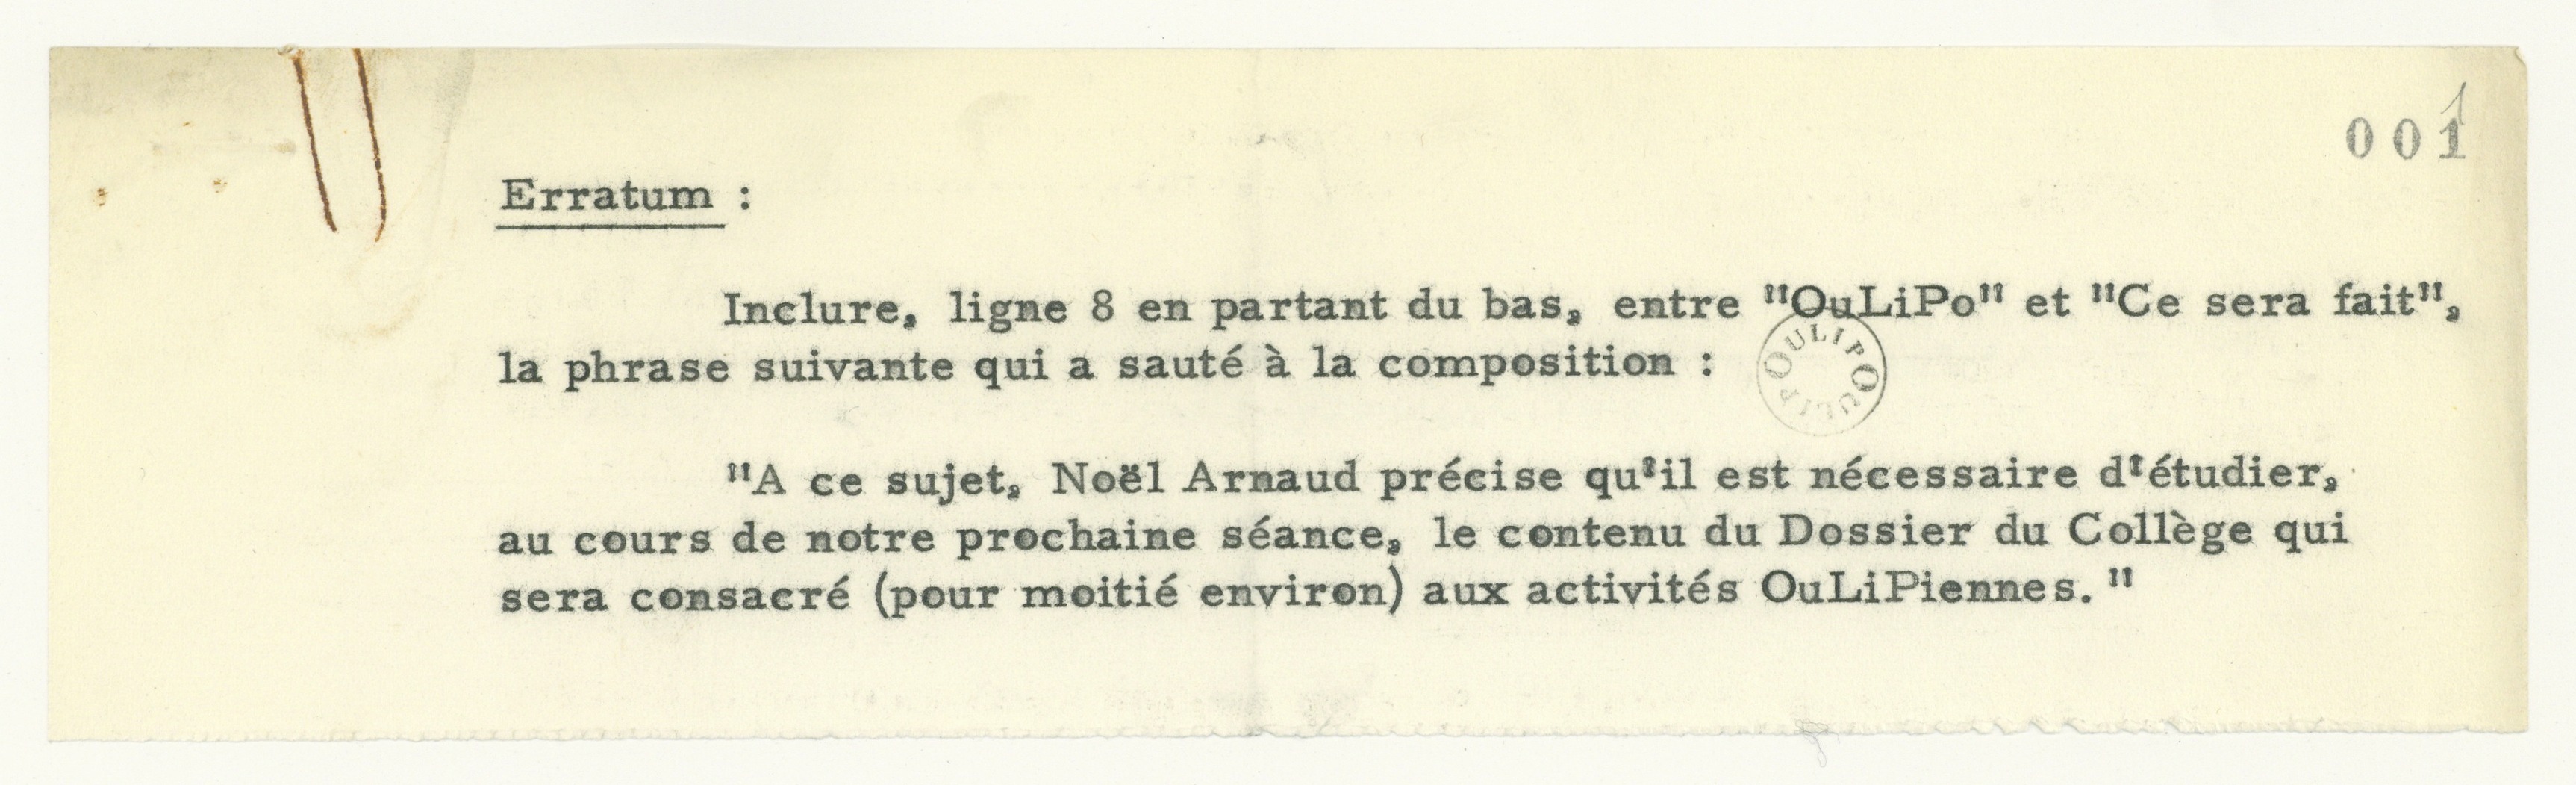 001
Erratum :
Inclure, ligne 8 en partant du bas, entre "OuLiPo" et "Ce sera fait",
la phrase suivante qui a sauté à la composition :
OULIPO
OULIPO
"A ce sujet, Noël Arnaud précise qu'il est nécessaire d'étudier,
au cours de notre prochaine séance, le contenu du Dossier du Collège qui
sera consacré (pour moitié environ) aux activités OuLiPiennes."